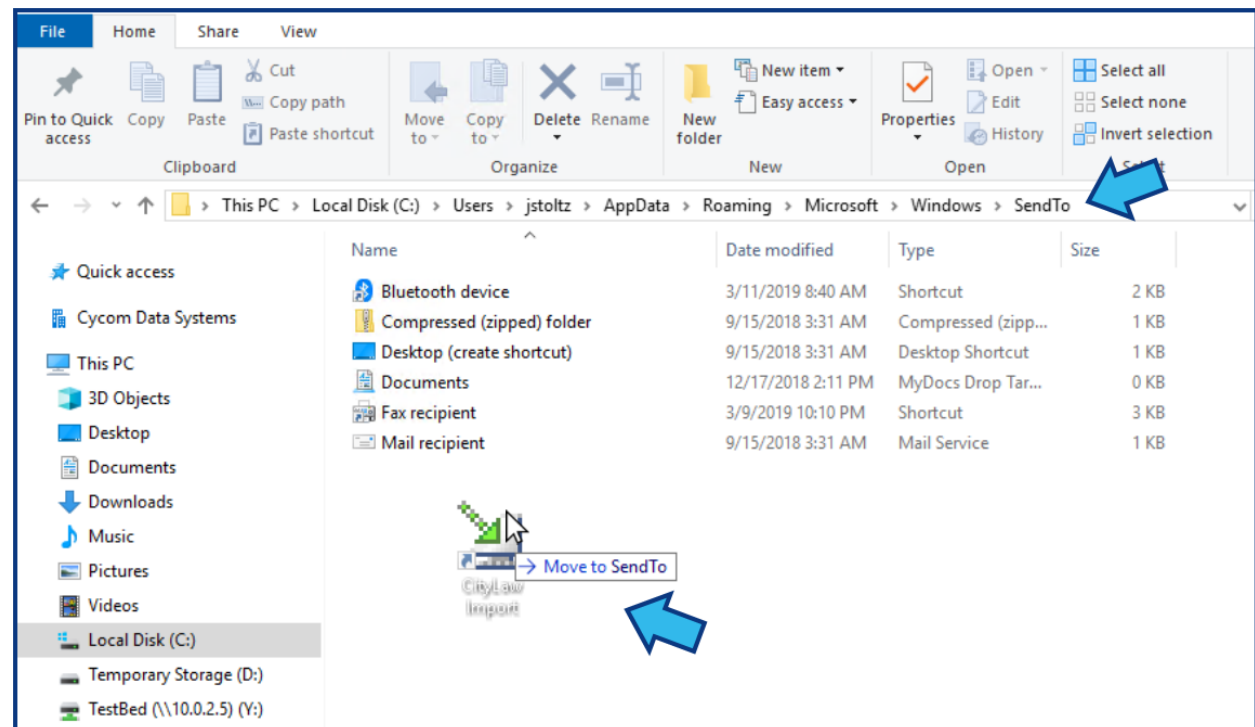 File Home Share View
Pin to Quick access
Copy
Paste
Cut
Copy path
Paste shortcut
Clipboard
Move to
Copy to
Delete
Rename
Organize
New folder
New item
Easy access
New
Properties
Open
Edit
History
Open
Select all
Select none
Invert selection
This PC > Local Disk (C:) > Users > jstoltz > AppData > Roaming > Microsoft > Windows > SendTo
Quick access
Cycom Data Systems
This PC
3D Objects
Desktop
Documents
Downloads
Music
Pictures
Videos
Local Disk (C:)
Temporary Storage (D:)
TestBed (\\10.0.2.5) (Y:)
Name Date modified Type Size
Bluetooth device 3/11/2019 8:40 AM Shortcut 2 KB
Compressed (zipped) folder 9/15/2018 3:31 AM Compressed (zipp... 1 KB
Desktop (create shortcut) 9/15/2018 3:31 AM Desktop Shortcut 1 KB
Documents 12/17/2018 2:11 PM MyDocs Drop Tar... 0 KB
Fax recipient 3/9/2019 10:10 PM Shortcut 3 KB
Mail recipient 9/15/2018 3:31 AM Mail Service 1 KB
Move to SendTo
CityLaw
Import